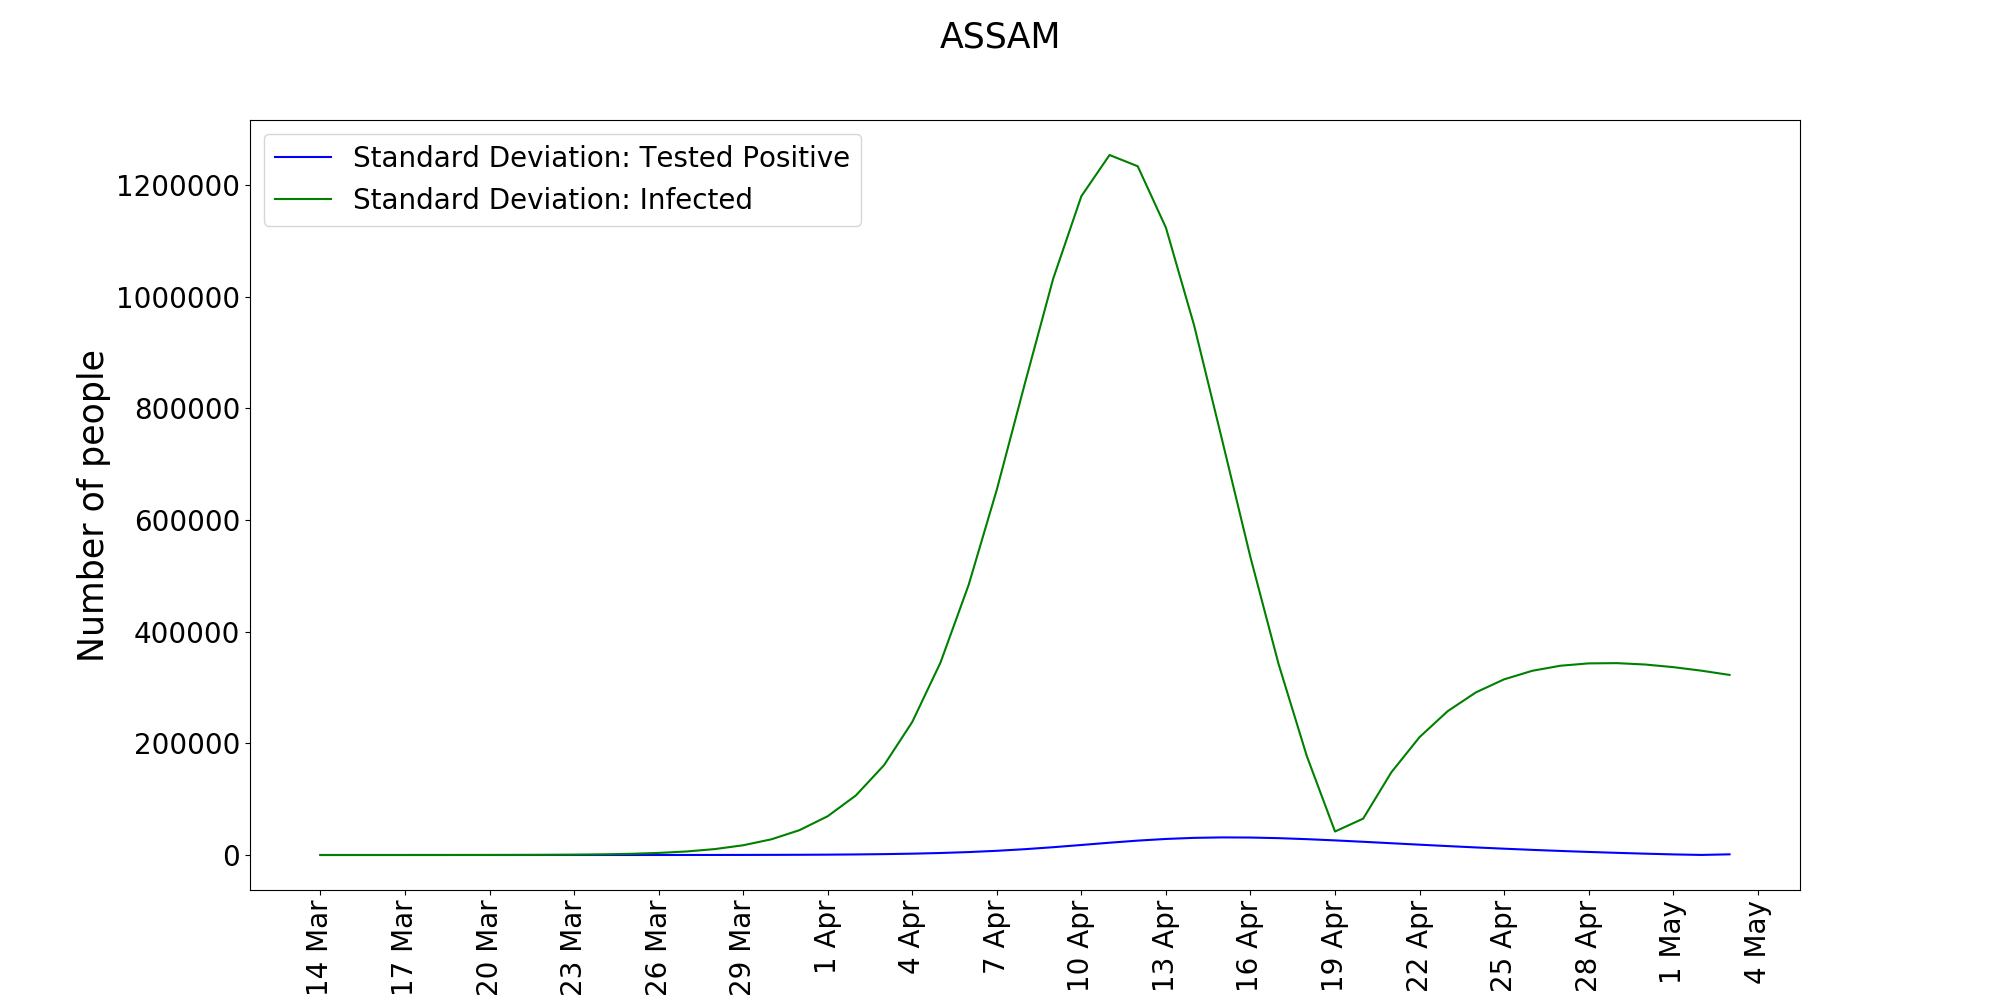 ASSAM
Standard Deviation: Tested Positive
Standard Deviation: Infected
Number of people
1200000
1000000
800000
600000
400000
200000
0
14 Mar
17 Mar
20 Mar
23 Mar
26 Mar
29 Mar
1 Apr
4 Apr
7 Apr
10 Apr
13 Apr
16 Apr
19 Apr
22 Apr
25 Apr
28 Apr
1 May
4 May